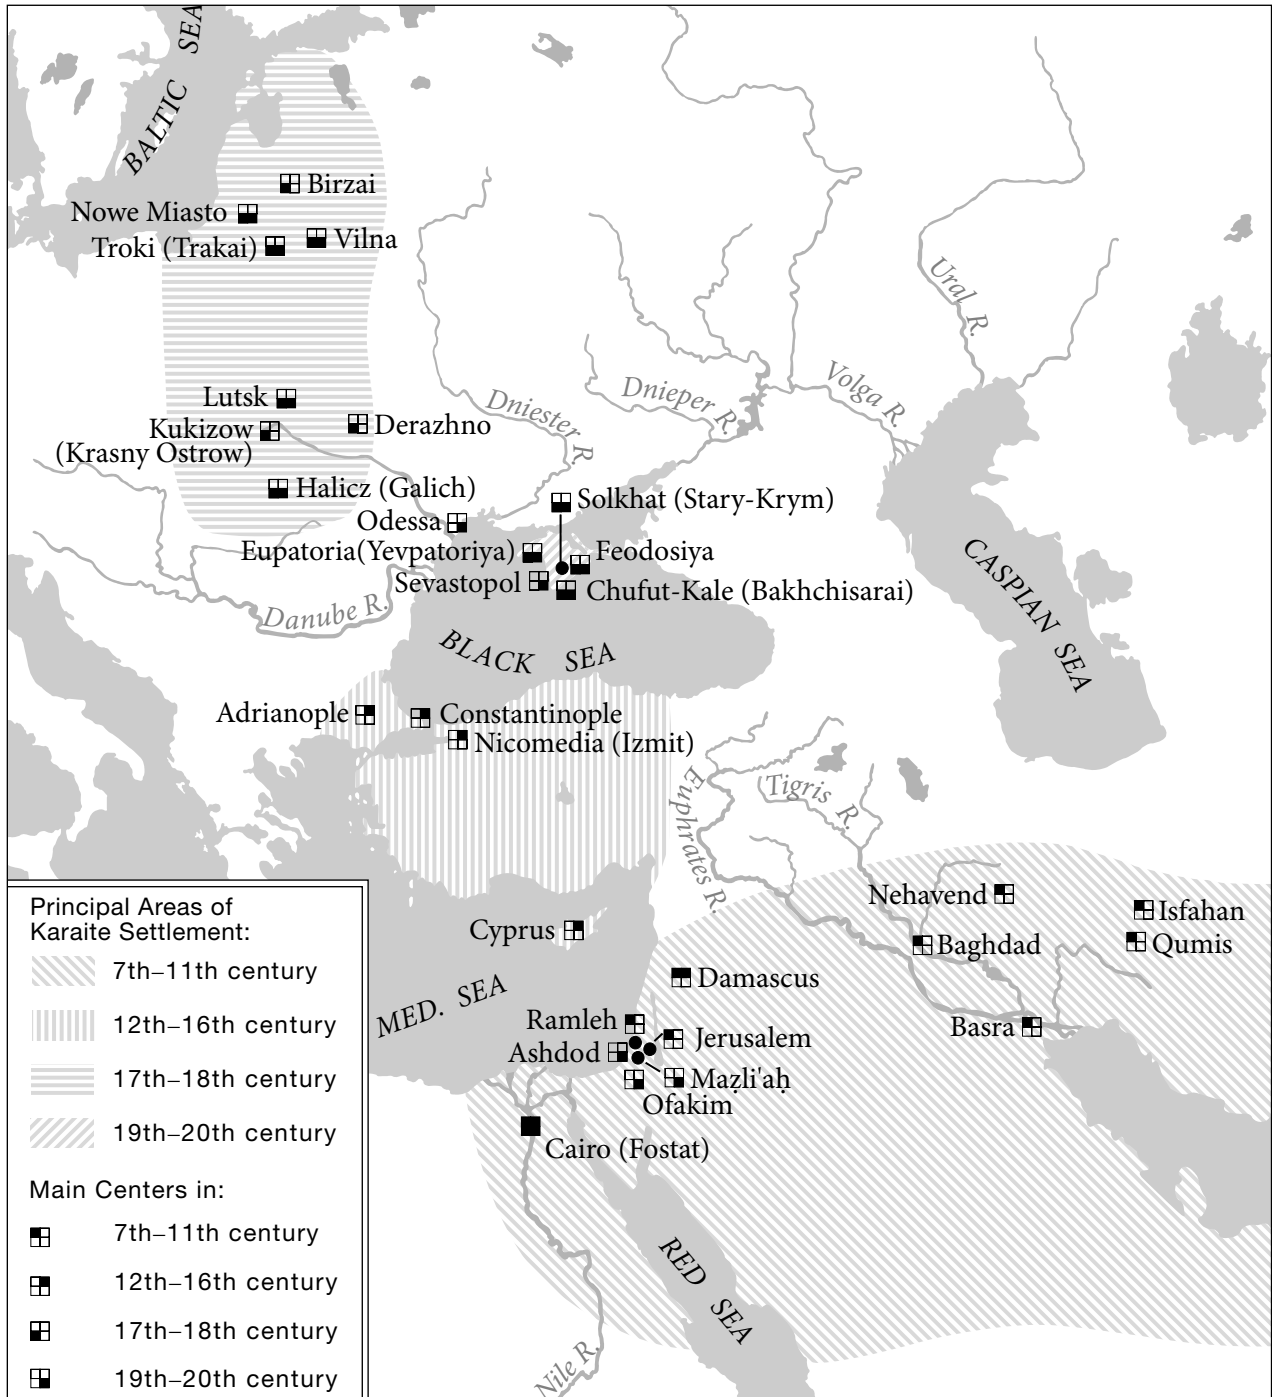 BALTIC SEA
Birzai
Nowe Miasto
Vilna
Troki (Trakai)
Ural R.
Volga R.
Dnieper R.
Dniester R.
Lutsk
Derazhno
Kukizow
(Krasny Ostrow)
Halicz (Galich)
Solkhat (Stary-Krym)
Odessa
Eupatoria(Yevpatoriya)
Feodosiya
Sevastopol
Chufut-Kale (Bakhchisarai)
Danube R.
CASPIAN SEA
BLACK SEA
Adrianople
Constantinople
Nicomedia (Izmit)
Euphrates R.
Tigris R.
Nehavend
Isfahan
Cyprus
Baghdad
Qumis
Damascus
MED. SEA
Ramleh
Basra
Jerusalem
Ashdod
Maẓli'aḥ
Ofakim
Cairo (Fostat)
RED SEA
Nile R.
Principal Areas of
Karaite Settlement:
7th–11th century
12th–16th century
17th–18th century
19th–20th century
Main Centers in:
7th–11th century
12th–16th century
17th–18th century
19th–20th century